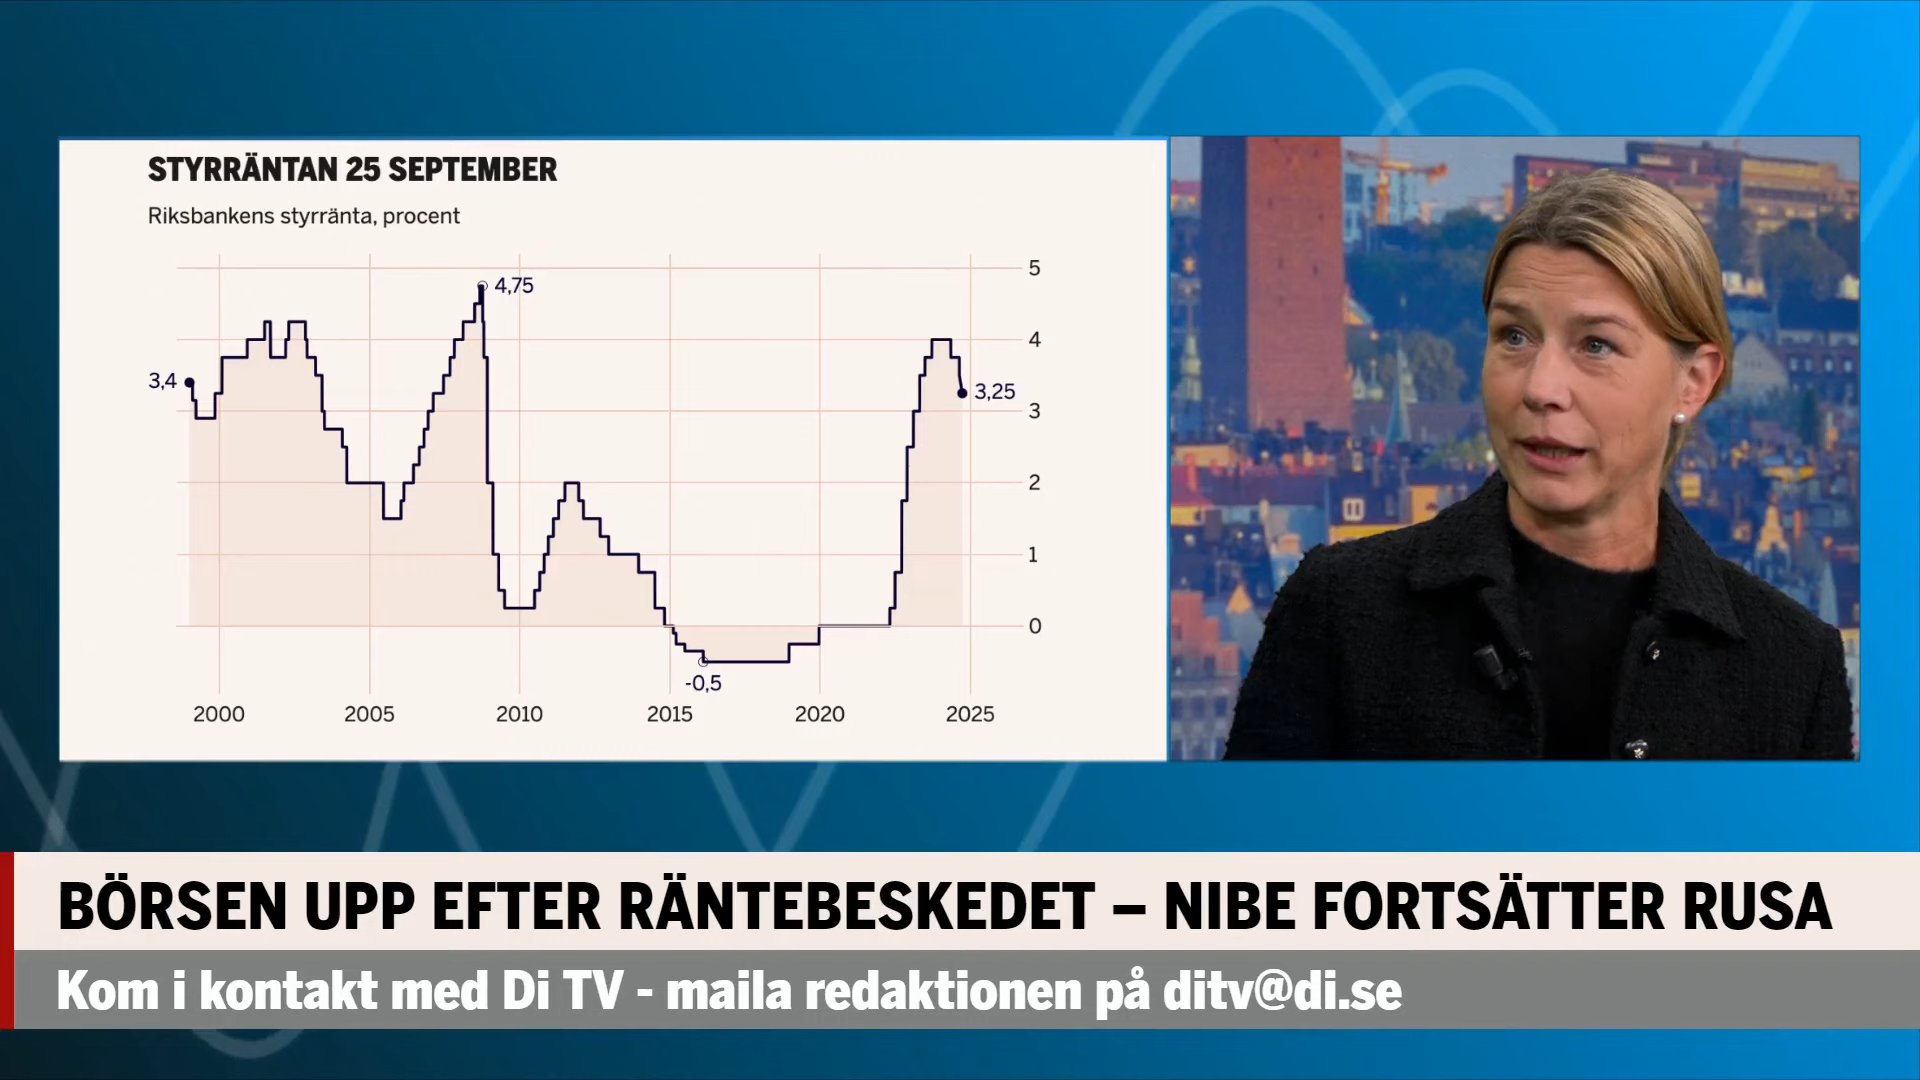 STYRRÄNTAN 25 SEPTEMBER
Riksbankens styrränta, procent
5
4,75
4
3,4
3,25
3
2
1
0
-0,5
2000 2005 2010 2015 2020 2025
BÖRSEN UPP EFTER RÄNTEBESKEDET – NIBE FORTSÄTTER RUSA
Kom i kontakt med Di TV - maila redaktionen på ditv@di.se